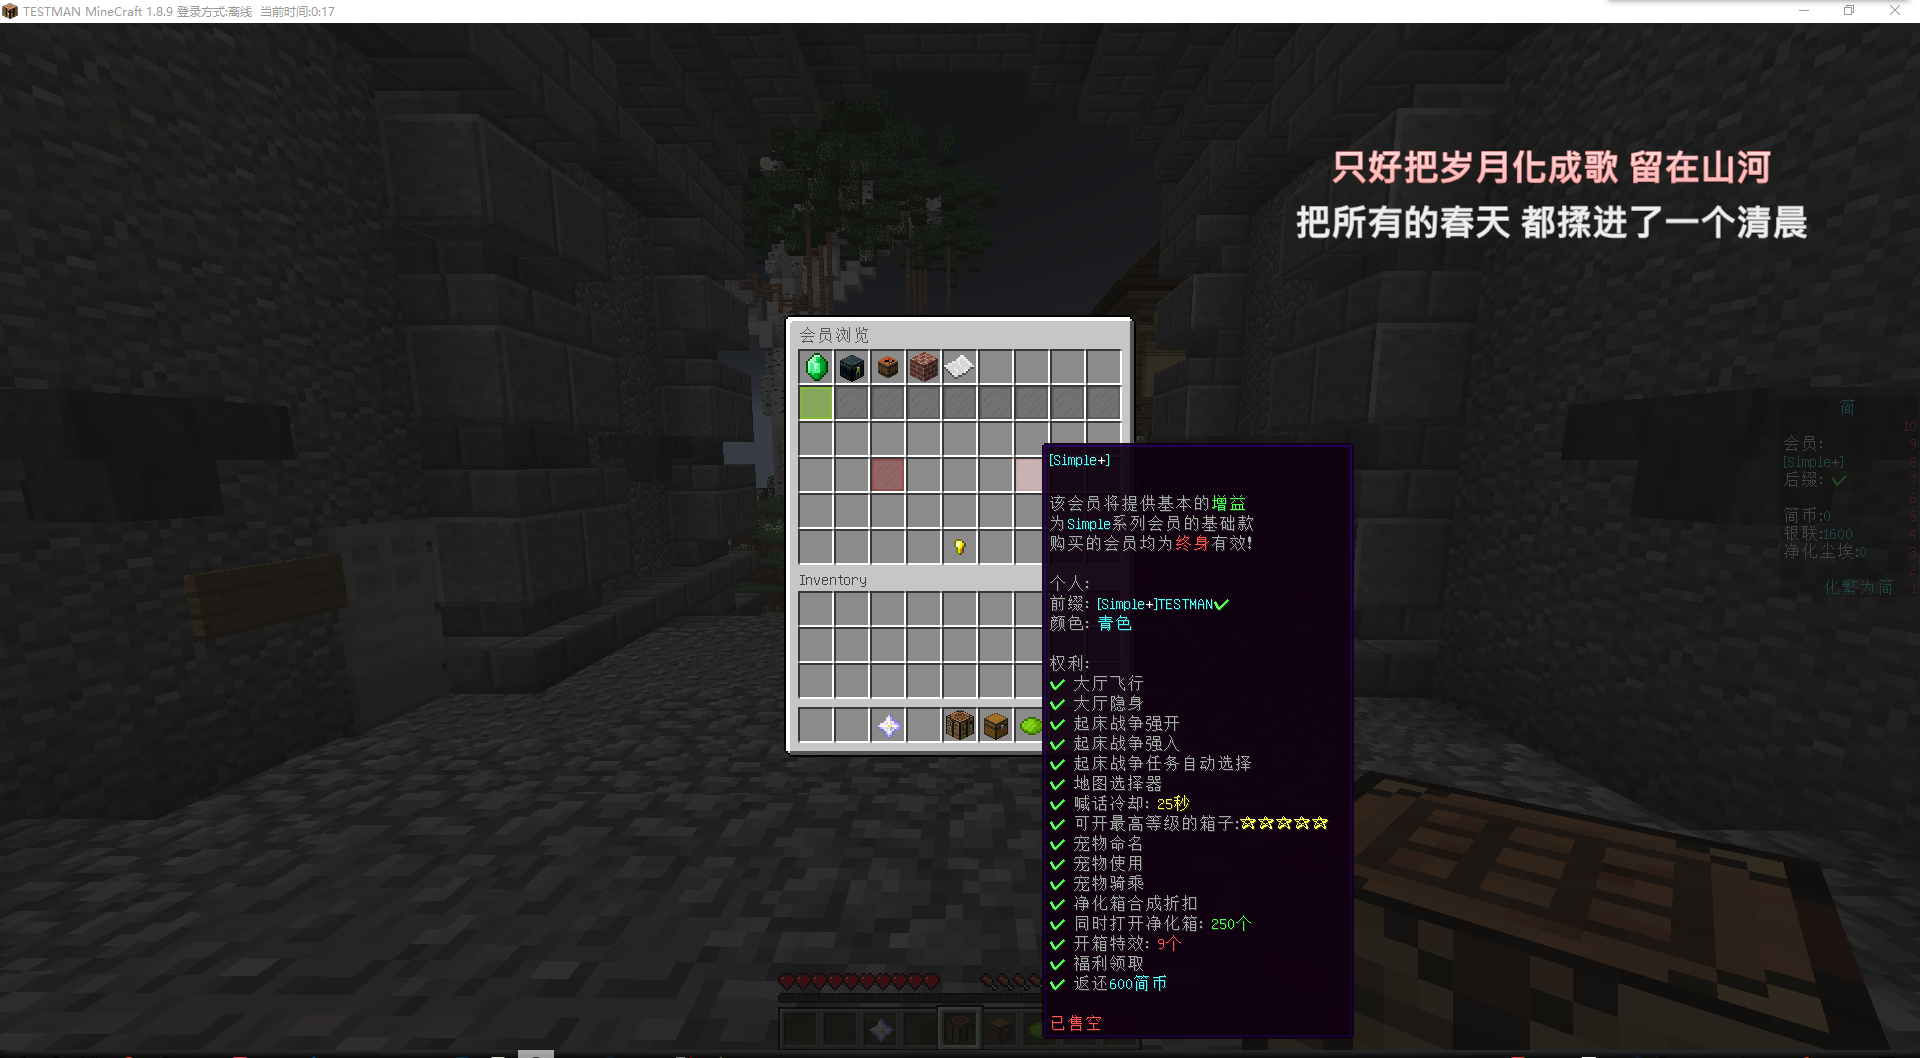 TESTMAN MineCraft 1.8.9 登录方式:离线 当前时间:0:17
只好把岁月化成歌 留在山河
把所有的春天 都揉进了一个清晨
会员浏览
Inventory
[Simple+]
该会员将提供基本的增益
为Simple系列会员的基础款
购买的会员均为终身有效!
个人:
前缀: [Simple+]TESTMAN✔
颜色: 青色
权利:
✔ 大厅飞行
✔ 大厅隐身
✔ 起床战争强开
✔ 起床战争强入
✔ 起床战争任务自动选择
✔ 地图选择器
✔ 喊话冷却: 25秒
✔ 可开最高等级的箱子:☆☆☆☆☆
✔ 宠物命名
✔ 宠物使用
✔ 宠物骑乘
✔ 净化箱合成折扣
✔ 同时打开净化箱: 250个
✔ 开箱特效: 9个
✔ 福利领取
✔ 返还600简币
已售空
简
10
会员: 9
[Simple+] 8
后缀: ✔ 7
6
简币:0 5
银联:1600 4
净化尘埃:0 3
2
化繁为简 1